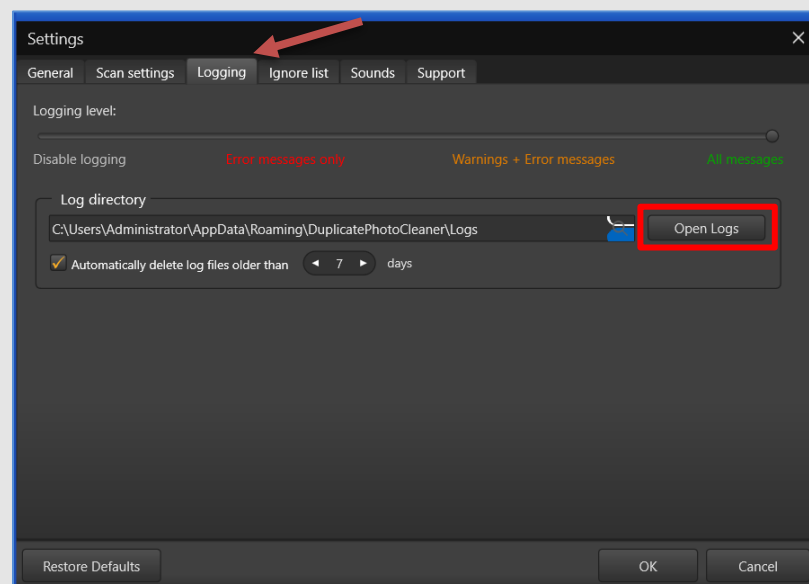 Settings
General Scan settings Logging Ignore list Sounds Support
Logging level:
Disable logging Error messages only Warnings + Error messages All messages
Log directory
C:\Users\Administrator\AppData\Roaming\DuplicatePhotoCleaner\Logs Open Logs
Automatically delete log files older than 7 days
Restore Defaults OK Cancel